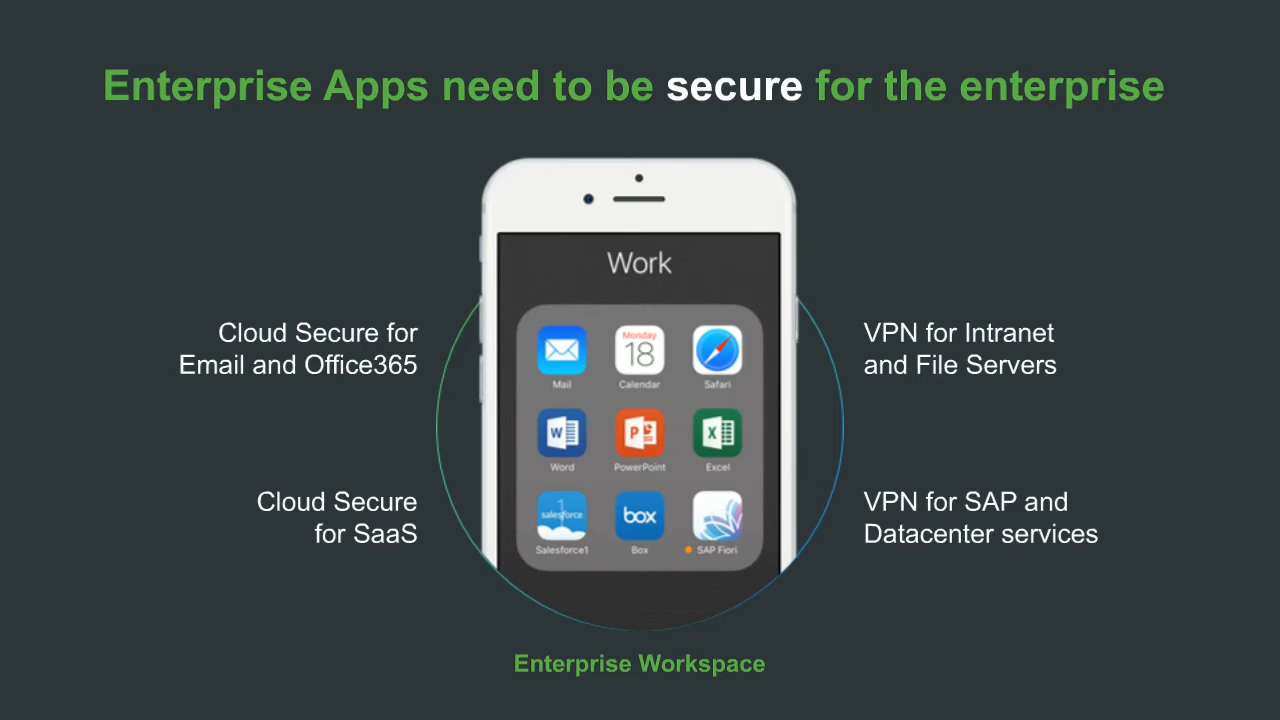 Enterprise Apps need to be secure for the enterprise
Work
Cloud Secure for
Email and Office365
VPN for Intranet
and File Servers
Monday
18
Mail
Calendar
Safari
W
P
X
Word
PowerPoint
Excel
Cloud Secure
for SaaS
VPN for SAP and
Datacenter services
1
salesforce
box
Salesforce1
Box
SAP Fiori
Enterprise Workspace